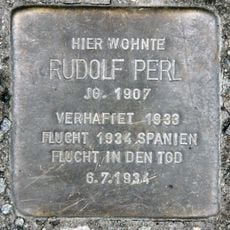 HIER WOHNTE
RUDOLF PERL
JG. 1907
VERHAFTET 1933
FLUCHT 1934 SPANIEN
FLUCHT IN DEN TOD
6.7.1934